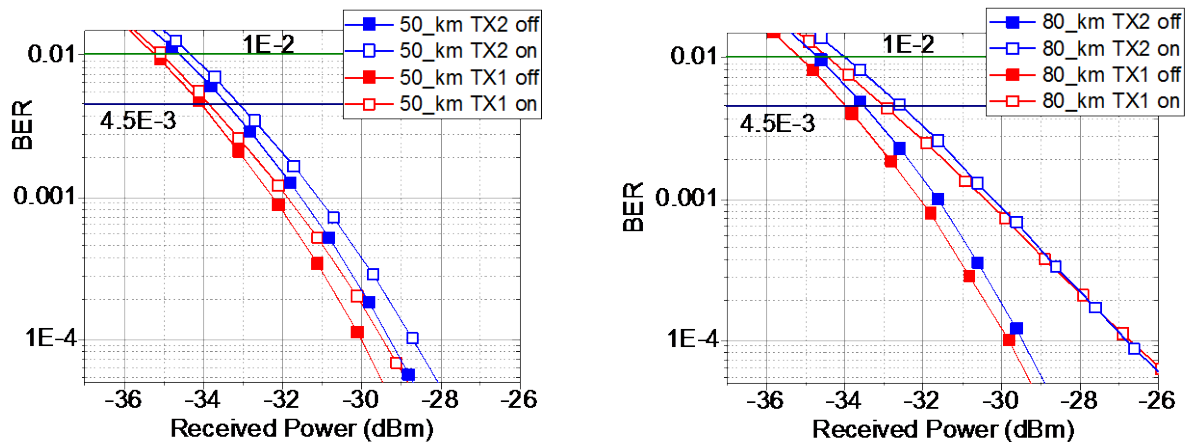 50_km TX2 off
50_km TX2 on
50_km TX1 off
50_km TX1 on
1E-2
4.5E-3
0.01
0.001
1E-4
BER
-36 -34 -32 -30 -28 -26
Received Power (dBm)
80_km TX2 off
80_km TX2 on
80_km TX1 off
80_km TX1 on
1E-2
4.5E-3
0.01
0.001
1E-4
BER
-36 -34 -32 -30 -28 -26
Received Power (dBm)